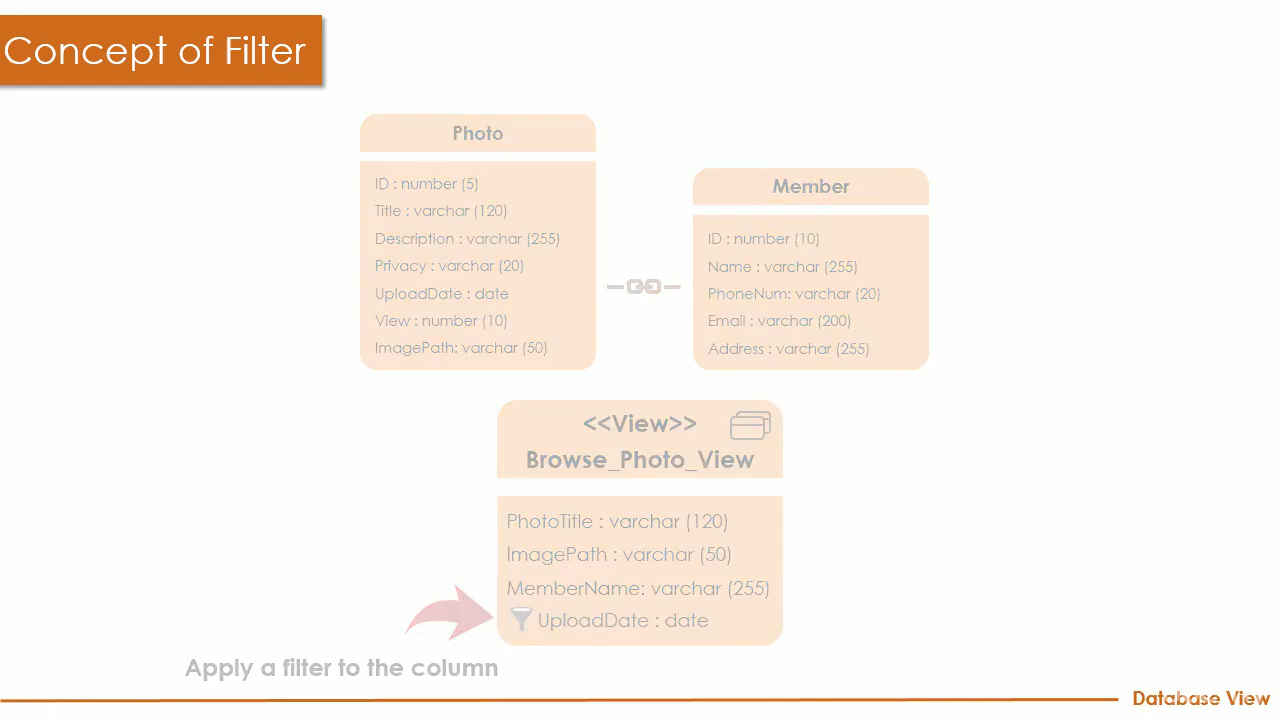 Concept of Filter
Photo
ID : number (5)
Title : varchar (120)
Description : varchar (255)
Privacy : varchar (20)
UploadDate : date
View : number (10)
ImagePath: varchar (50)
Member
ID : number (10)
Name : varchar (255)
PhoneNum: varchar (20)
Email : varchar (200)
Address : varchar (255)
<<View>>
Browse_Photo_View
PhotoTitle : varchar (120)
ImagePath : varchar (50)
MemberName: varchar (255)
UploadDate : date
Apply a filter to the column
Database View